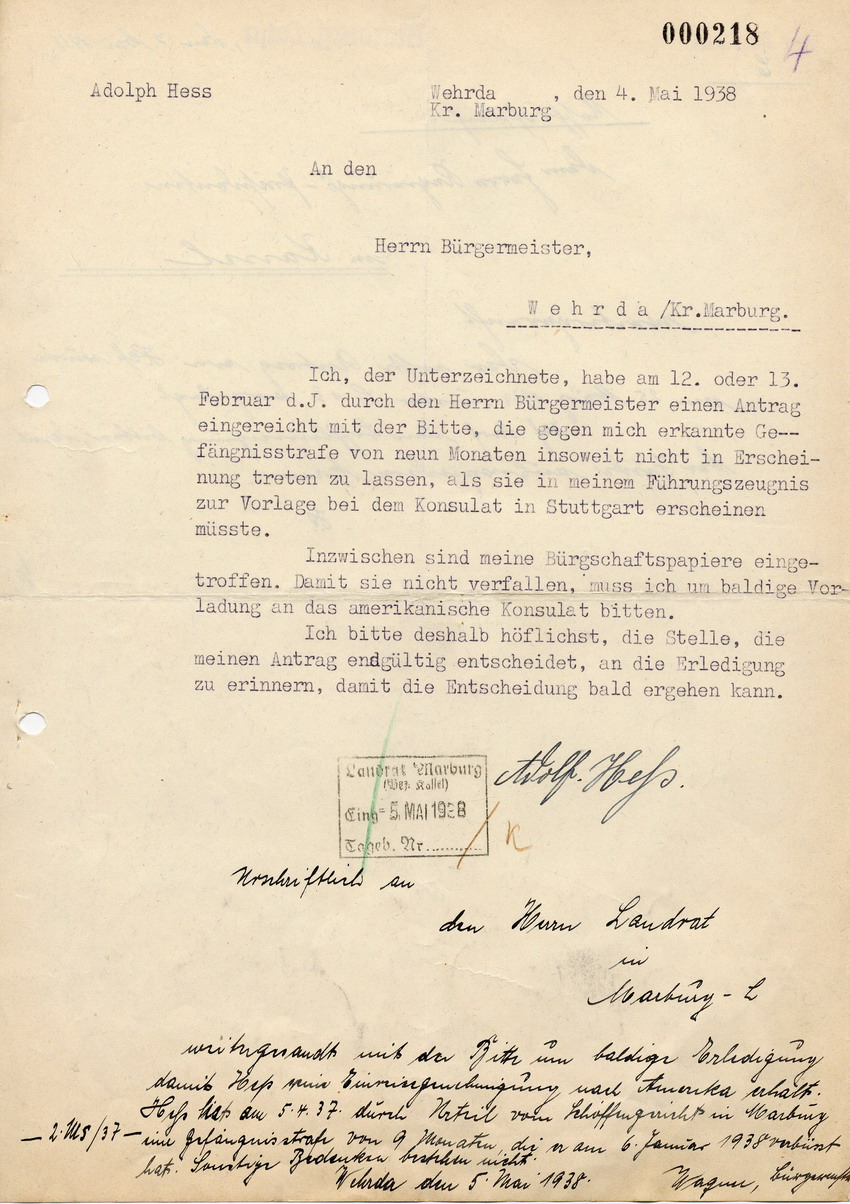 000218 4
Adolph Hess
Wehrda , den 4. Mai 1938
Kr. Marburg
An den
Herrn Bürgermeister,
W e h r d a /Kr.Marburg.
Ich, der Unterzeichnete, habe am 12. oder 13.
Februar d.J. durch den Herrn Bürgermeister einen Antrag
eingereicht mit der Bitte, die gegen mich erkannte Ge--
fängnisstrafe von neun Monaten insoweit nicht in Erschei-
nung treten zu lassen, als sie in meinem Führungszeugnis
zur Vorlage bei dem Konsulat in Stuttgart erscheinen
müsste.
Inzwischen sind meine Bürgschaftspapiere einge-
troffen. Damit sie nicht verfallen, muss ich um baldige Vor-
ladung an das amerikanische Konsulat bitten.
Ich bitte deshalb höflichst, die Stelle, die
meinen Antrag endgültig entscheidet, an die Erledigung
zu erinnern, damit die Entscheidung bald ergehen kann.
Adolf. Heß.
Landrat Marburg
(Bez. Kassel)
Eing. 5. MAI 1938
Tageb. Nr.........
K
Urschriftlich an
den Herrn Landrat
in
Marburg - L
weitergesandt mit der Bitte um baldige Erledigung
damit Heß eine Einreisegenehmigung nach Amerika erhält.
Heß hat am 5.4.37. durch Urteil vom Schöffengericht in Marburg
— 2. Ms/37 — eine Gefängnisstrafe von 9 Monaten, die er am 6. Januar 1938 verbüsst
hat. Sonstige Bedenken bestehen nicht.
Wehrda den 5. Mai 1938. Wagner, Bürgermeister